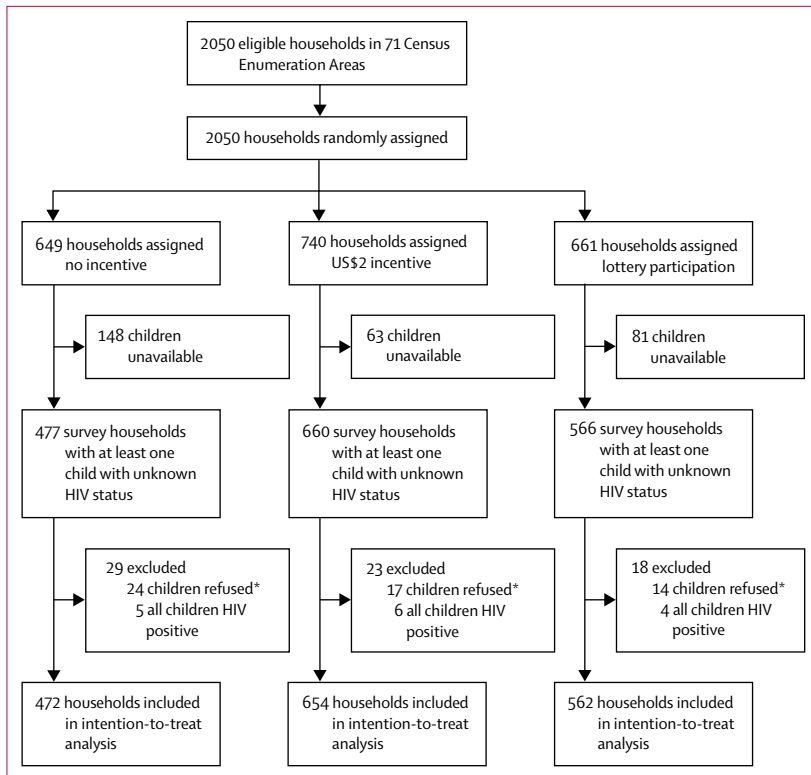 2050 eligible households in 71 Census
Enumeration Areas
2050 households randomly assigned
649 households assigned
no incentive
740 households assigned
US$2 incentive
661 households assigned
lottery participation
148 children
unavailable
63 children
unavailable
81 children
unavailable
477 survey households
with at least one
child with unknown
HIV status
660 survey households
with at least one
child with unknown
HIV status
566 survey households
with at least one
child with unknown
HIV status
29 excluded
24 children refused*
5 all children HIV
positive
23 excluded
17 children refused*
6 all children HIV
positive
18 excluded
14 children refused*
4 all children HIV
positive
472 households included
in intention-to-treat
analysis
654 households included
in intention-to-treat
analysis
562 households included
in intention-to-treat
analysis